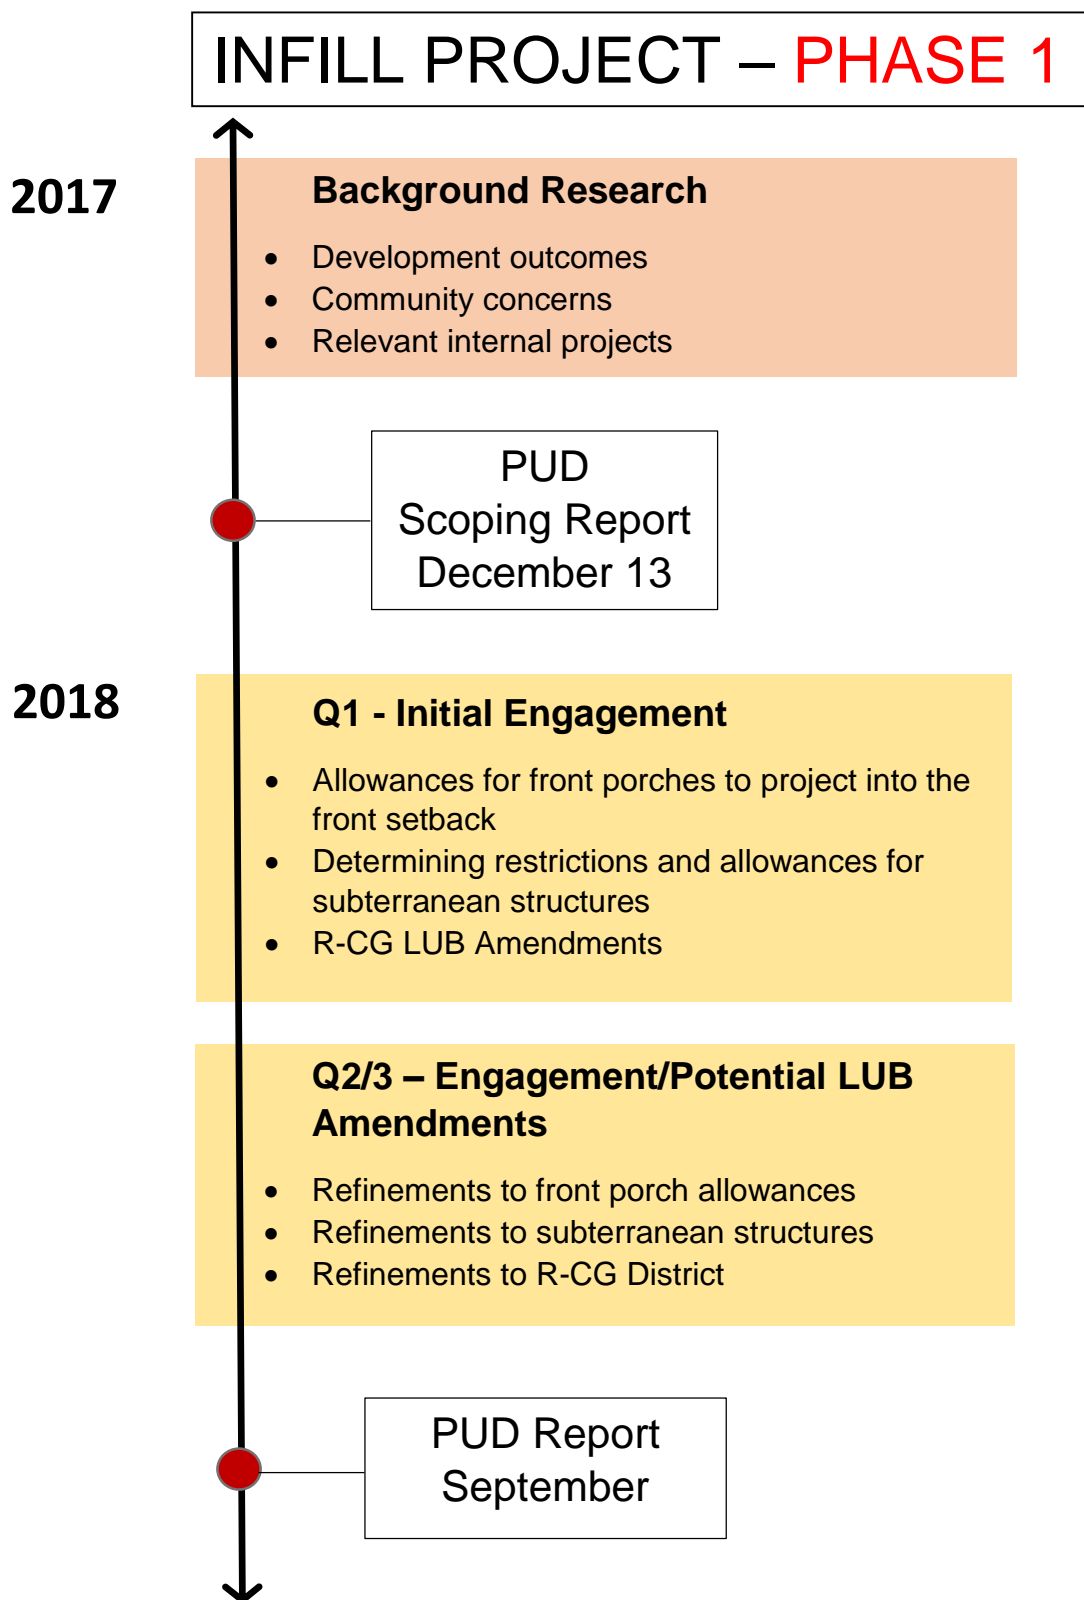 INFILL PROJECT – PHASE 1
2017
Background Research
• Development outcomes
• Community concerns
• Relevant internal projects
PUD
Scoping Report
December 13
2018
Q1 - Initial Engagement
• Allowances for front porches to project into the
front setback
• Determining restrictions and allowances for
subterranean structures
• R-CG LUB Amendments
Q2/3 – Engagement/Potential LUB
Amendments
• Refinements to front porch allowances
• Refinements to subterranean structures
• Refinements to R-CG District
PUD Report
September